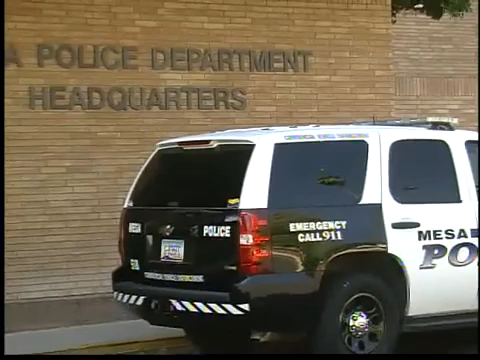 A POLICE DEPARTMENT
HEADQUARTERS
POLICE
EMERGENCY
CALL 911
MESA
PO